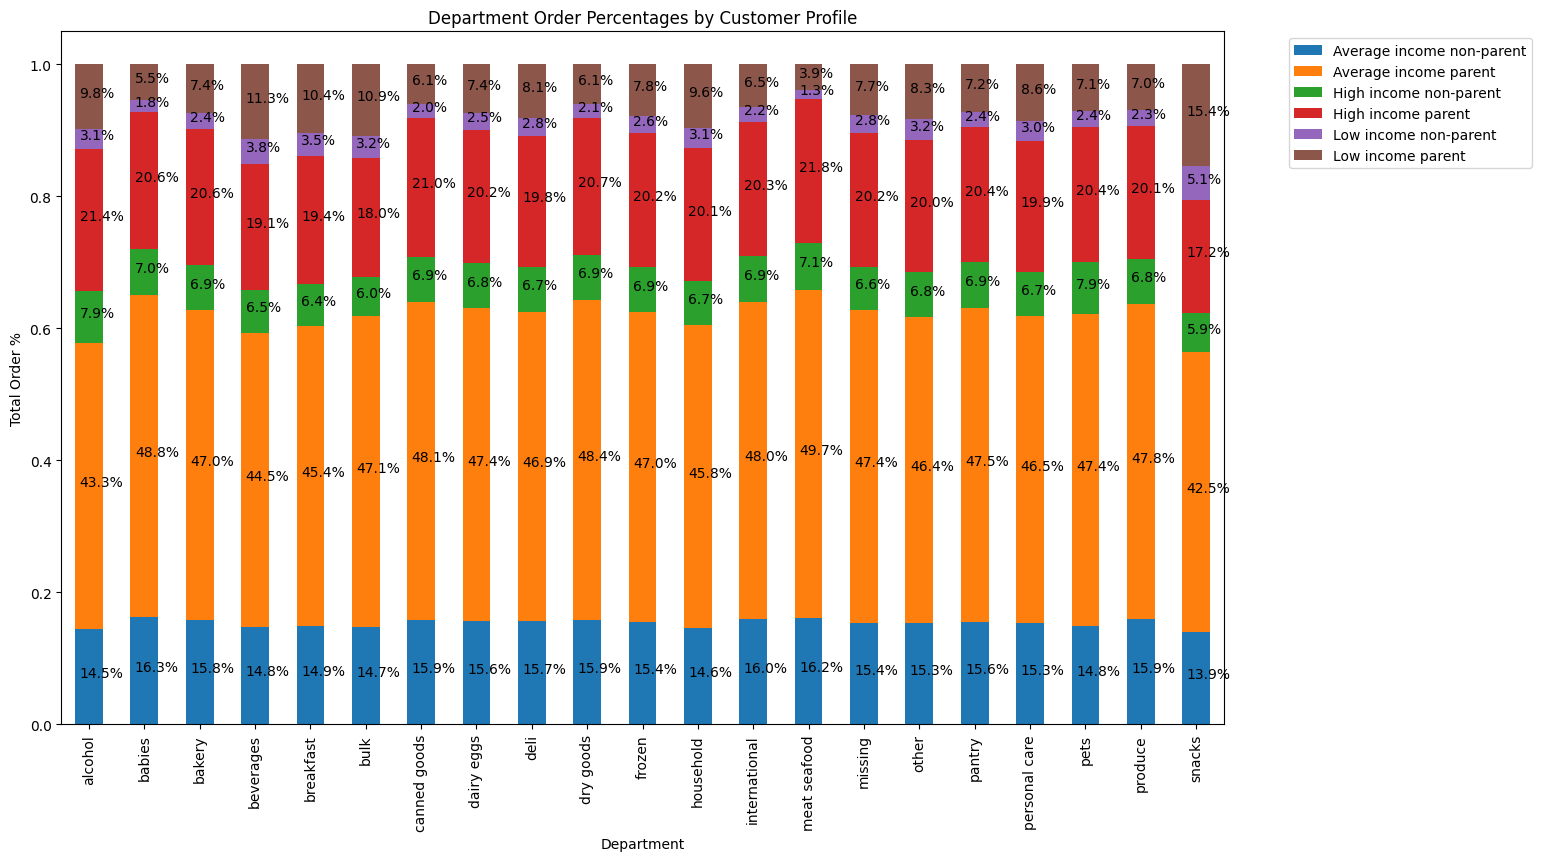 Department Order Percentages by Customer Profile
Average income non-parent
Average income parent
High income non-parent
High income parent
Low income non-parent
Low income parent
Total Order %
1.0
0.8
0.6
0.4
0.2
0.0
9.8% 5.5% 7.4% 11.3% 10.4% 10.9% 6.1% 7.4% 8.1% 6.1% 7.8% 9.6% 6.5% 3.9% 7.7% 8.3% 7.2% 8.6% 7.1% 7.0% 15.4%
3.1% 1.8% 2.4% 3.8% 3.5% 3.2% 2.0% 2.5% 2.8% 2.1% 2.6% 3.1% 2.2% 1.3% 2.8% 3.2% 2.4% 3.0% 2.4% 2.3% 5.1%
21.4% 20.6% 20.6% 19.1% 19.4% 18.0% 21.0% 20.2% 19.8% 20.7% 20.2% 20.1% 20.3% 21.8% 20.2% 20.0% 20.4% 19.9% 20.4% 20.1% 17.2%
7.9% 7.0% 6.9% 6.5% 6.4% 6.0% 6.9% 6.8% 6.7% 6.9% 6.9% 6.7% 6.9% 7.1% 6.6% 6.8% 6.9% 6.7% 7.9% 6.8% 5.9%
43.3% 48.8% 47.0% 44.5% 45.4% 47.1% 48.1% 47.4% 46.9% 48.4% 47.0% 45.8% 48.0% 49.7% 47.4% 46.4% 47.5% 46.5% 47.4% 47.8% 42.5%
14.5% 16.3% 15.8% 14.8% 14.9% 14.7% 15.9% 15.6% 15.7% 15.9% 15.4% 14.6% 16.0% 16.2% 15.4% 15.3% 15.6% 15.3% 14.8% 15.9% 13.9%
alcohol
babies
bakery
beverages
breakfast
bulk
canned goods
dairy eggs
deli
dry goods
frozen
household
international
meat seafood
missing
other
pantry
personal care
pets
produce
snacks
Department